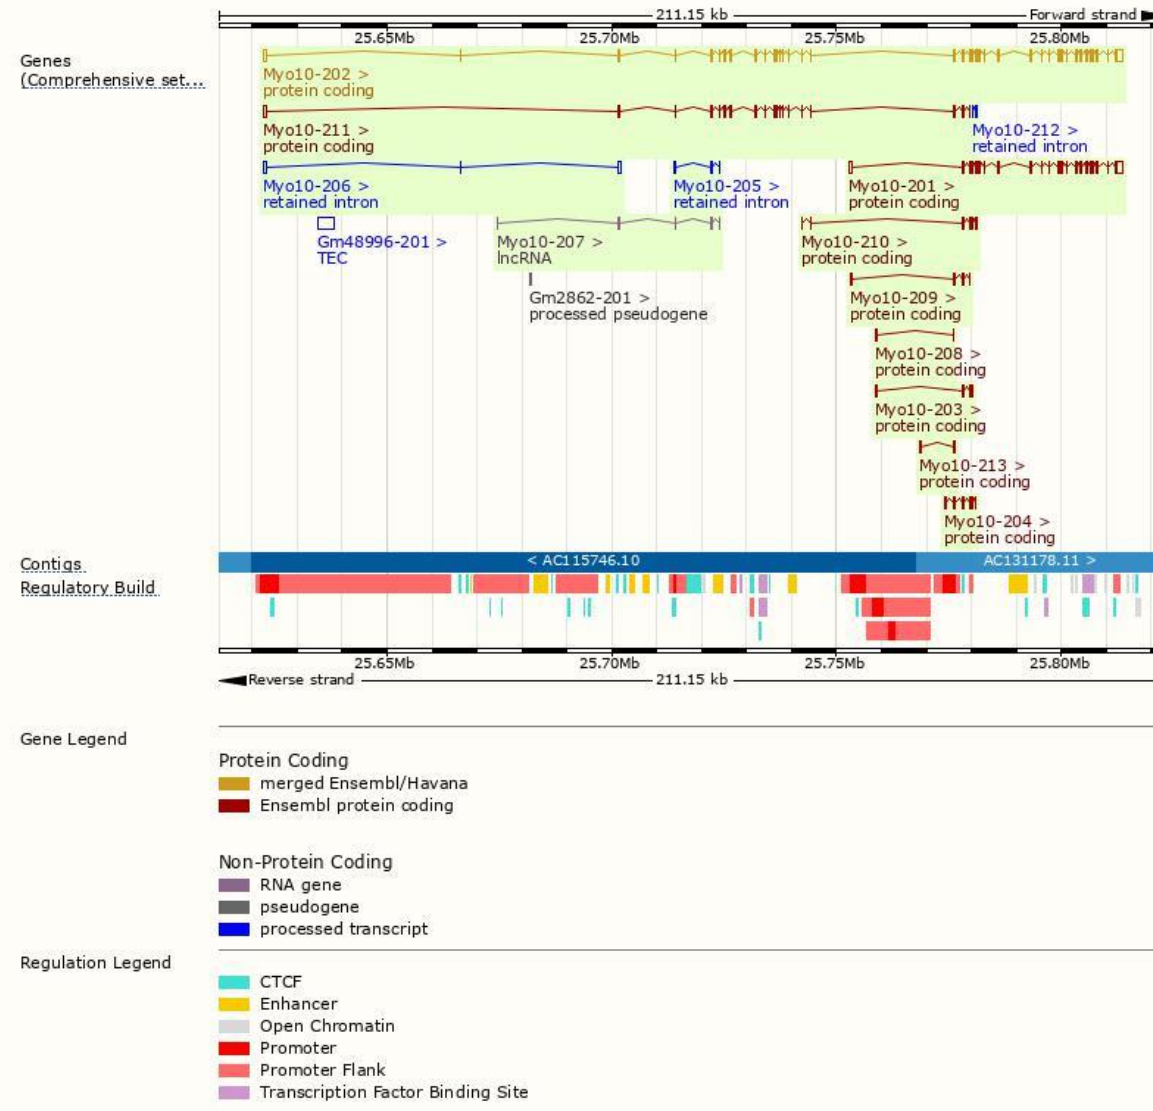 211.15 kb Forward strand
25.65Mb 25.70Mb 25.75Mb 25.80Mb
Genes
(Comprehensive set...
Myo10-202 >
protein coding
Myo10-211 > Myo10-212 >
protein coding retained intron
Myo10-206 > Myo10-205 > Myo10-201 >
retained intron retained intron protein coding
Gm48996-201 > Myo10-207 > Myo10-210 >
TEC lncRNA protein coding
Gm2862-201 > Myo10-209 >
processed pseudogene protein coding
Myo10-208 >
protein coding
Myo10-203 >
protein coding
Myo10-213 >
protein coding
Myo10-204 >
protein coding
Contigs < AC115746.10 AC131178.11 >
Regulatory Build
25.65Mb 25.70Mb 25.75Mb 25.80Mb
Reverse strand 211.15 kb
Gene Legend
Protein Coding
merged Ensembl/Havana
Ensembl protein coding
Non-Protein Coding
RNA gene
pseudogene
processed transcript
Regulation Legend
CTCF
Enhancer
Open Chromatin
Promoter
Promoter Flank
Transcription Factor Binding Site